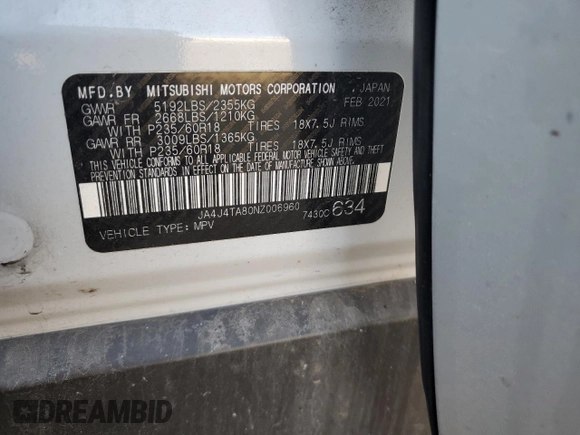 MFD.BY MITSUBISHI MOTORS CORPORATION , JAPAN
GVWR 5192LBS/2355KG FEB 2021
GAWR FR 2668LBS/1210KG
WITH P235/60R18 TIRES 18X7.5J RIMS
GAWR RR 3009LBS/1365KG
WITH P235/60R18 TIRES 18X7.5J RIMS
THIS VEHICLE CONFORMS TO ALL APPLICABLE FEDERAL MOTOR VEHICLE SAFETY AND THEFT
PREVENTION STANDARDS IN EFFECT ON THE DATE OF MANUFACTURE SHOWN ABOVE.
JA4J4TA80NZ006960
7430C 634
VEHICLE TYPE: MPV
DREAMBID